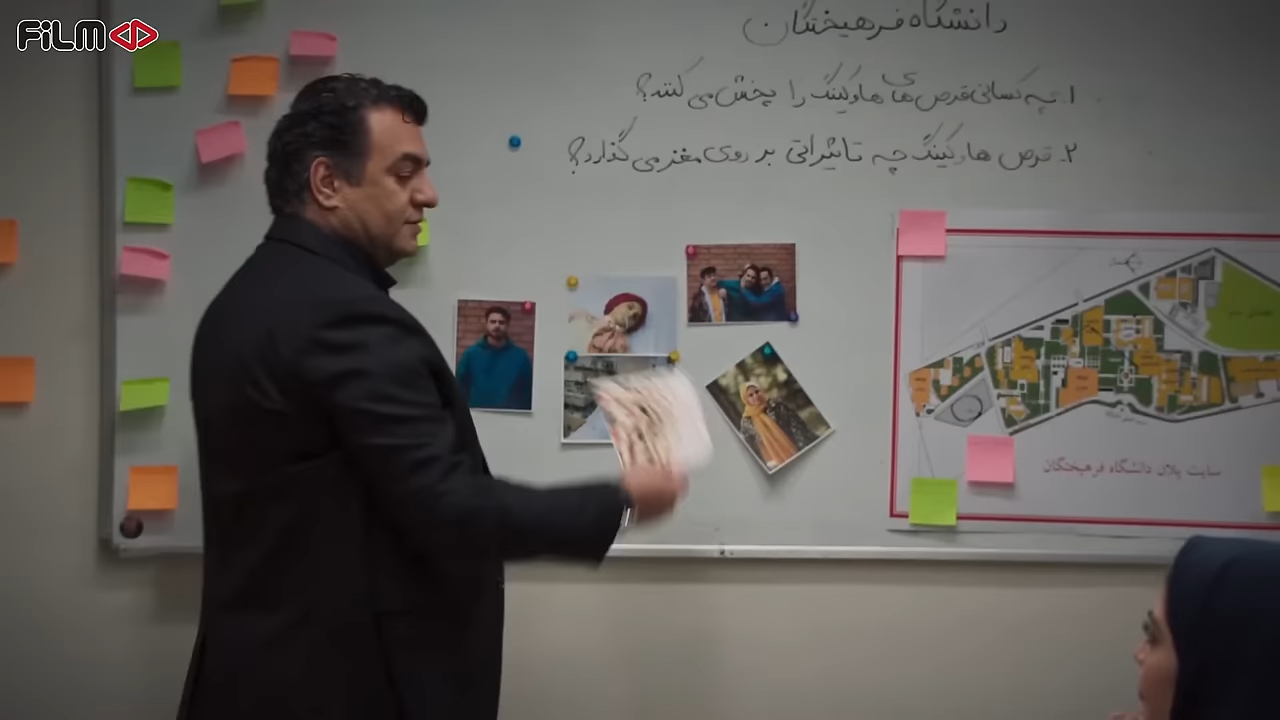 FiLM
دانشگاه فرهیختگان
۱. چه کسانی قرص های هاوکینگ را پخش می کنند؟
۲. قرص هاوکینگ چه تاثیراتی بر روی مغز می گذارد؟
سایت پلان دانشگاه فرهیختگان